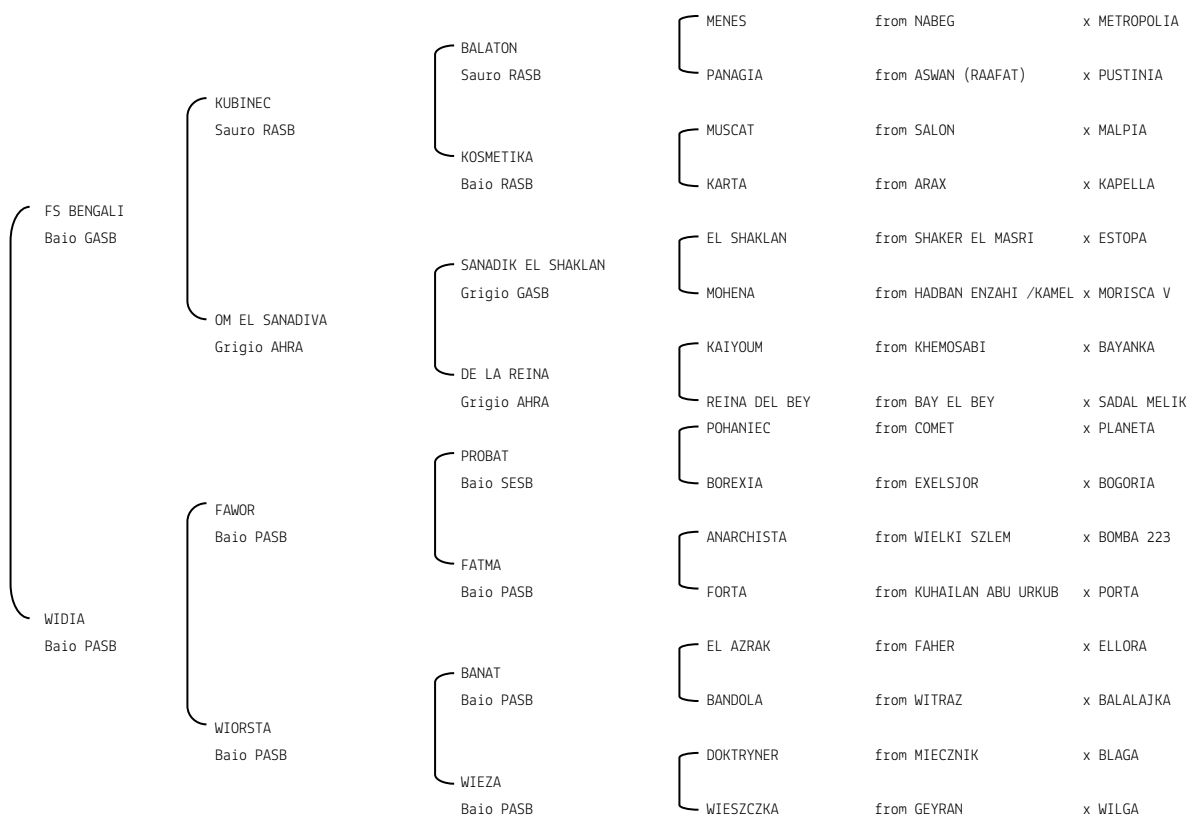 MENES from NABEG x METROPOLIA
BALATON
Sauro RASB PANAGIA from ASWAN (RAAFAT) x PUSTINIA
KUBINEC
Sauro RASB MUSCAT from SALON x MALPIA
KOSMETIKA
Baio RASB KARTA from ARAX x KAPELLA
FS BENGALI
Baio GASB EL SHAKLAN from SHAKER EL MASRI x ESTOPA
SANADIK EL SHAKLAN
Grigio GASB MOHENA from HADBAN ENZAHI /KAMEL x MORISCA V
OM EL SANADIVA
Grigio AHRA KAIYOUM from KHEMOSABI x BAYANKA
DE LA REINA
Grigio AHRA REINA DEL BEY from BAY EL BEY x SADAL MELIK
POHANIEC from COMET x PLANETA
PROBAT
Baio SESB BOREXIA from EXELSJOR x BOGORIA
FAWOR
Baio PASB ANARCHISTA from WIELKI SZLEM x BOMBA 223
FATMA
Baio PASB FORTA from KUHAILAN ABU URKUB x PORTA
WIDIA
Baio PASB EL AZRAK from FAHER x ELLORA
BANAT
Baio PASB BANDOLA from WITRAZ x BALALAJKA
WIORSTA
Baio PASB DOKTRYNER from MIECZNIK x BLAGA
WIEZA
Baio PASB WIESZCZKA from GEYRAN x WILGA